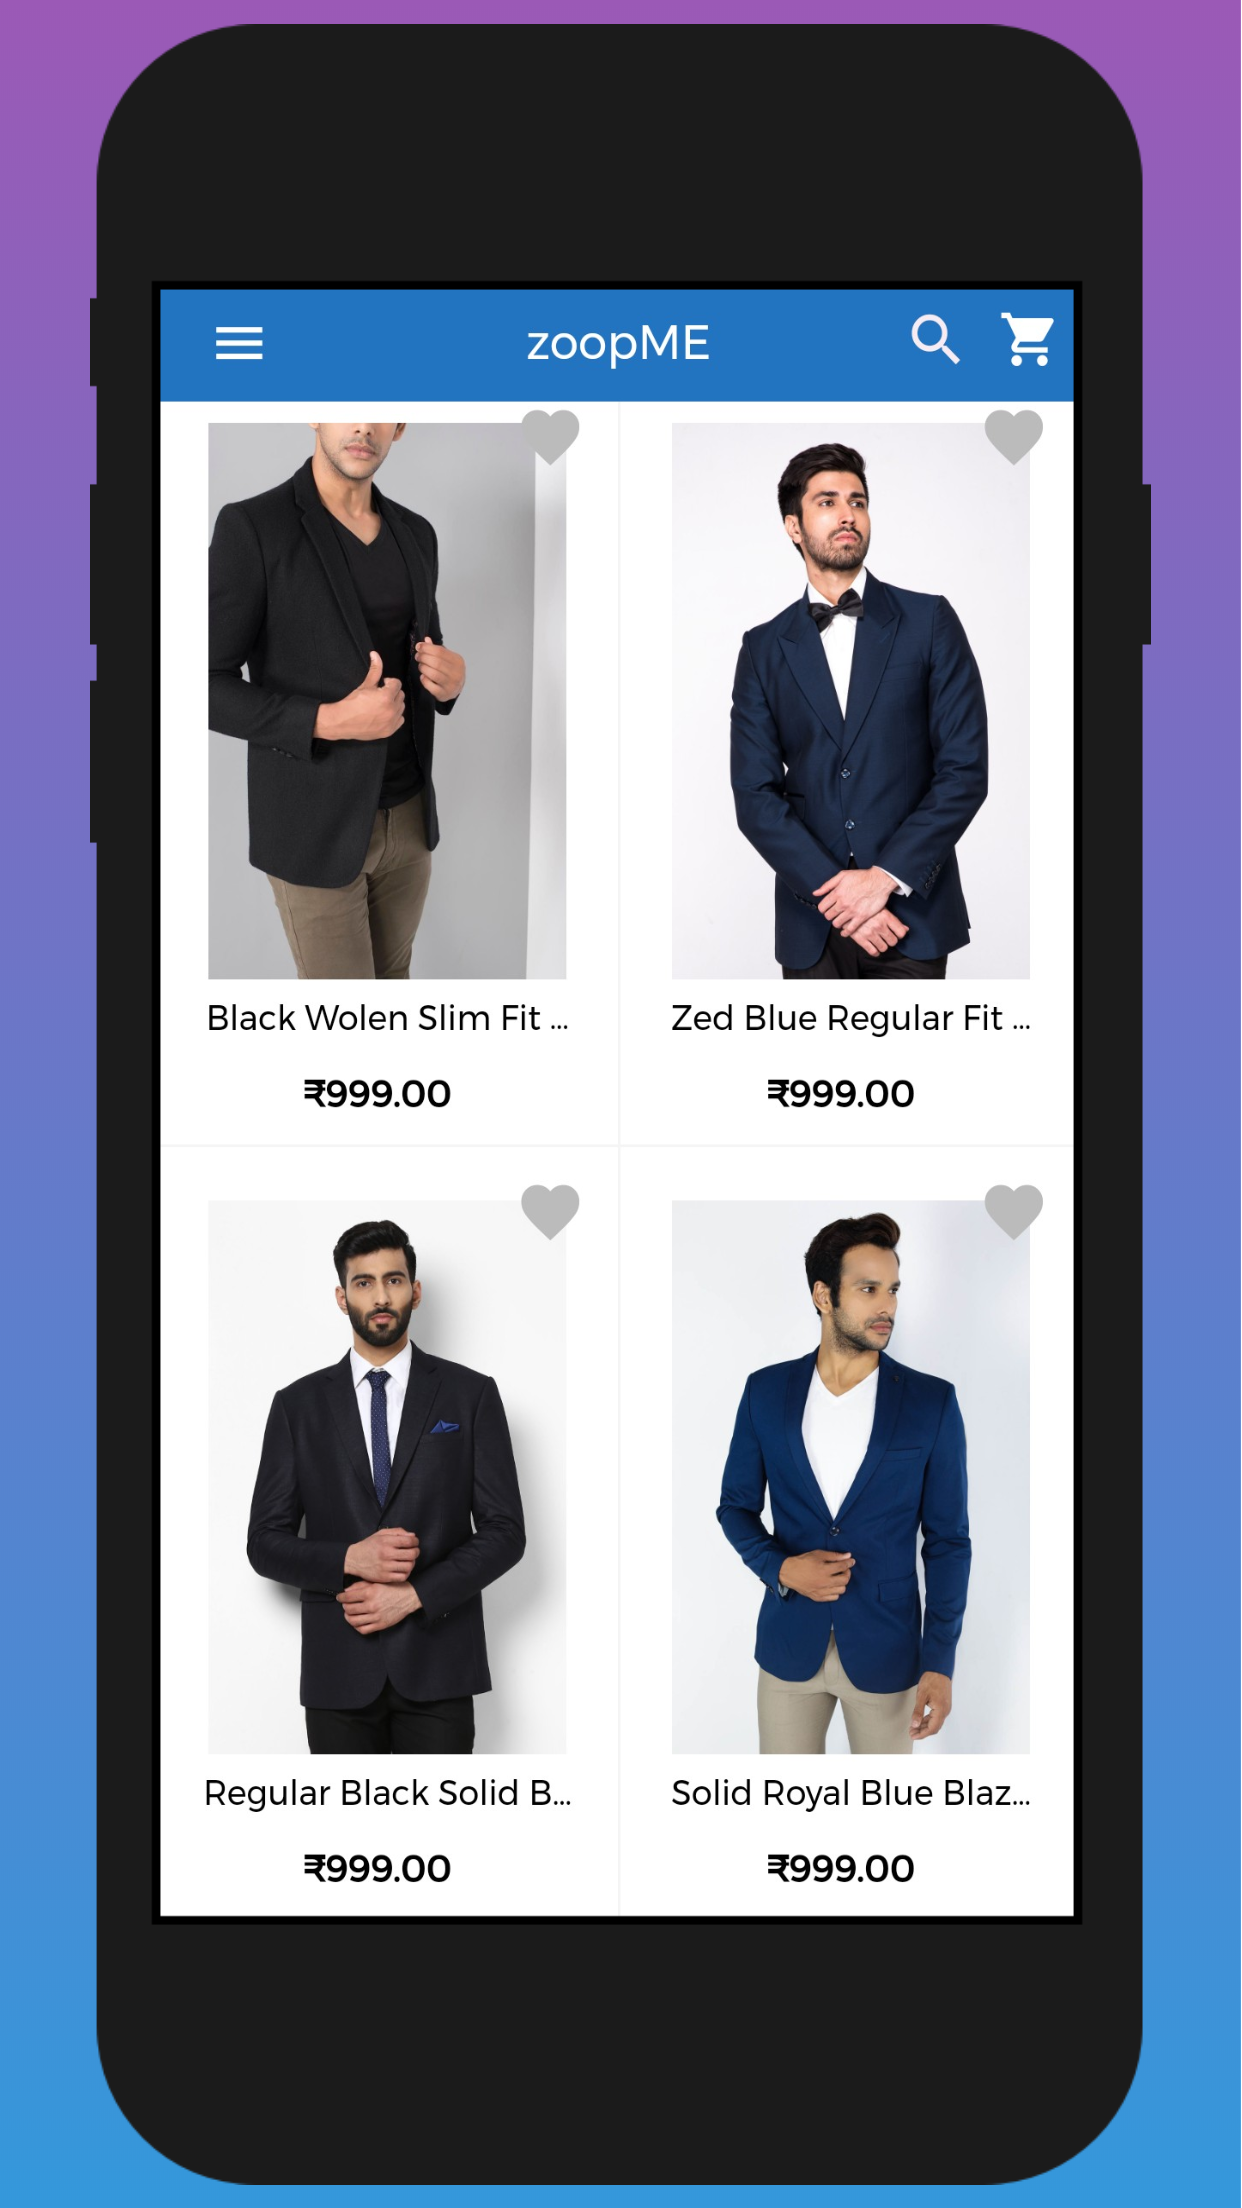 zoopME
Black Wolen Slim Fit ...
Zed Blue Regular Fit ...
₹999.00
₹999.00
Regular Black Solid B...
Solid Royal Blue Blaz...
₹999.00
₹999.00